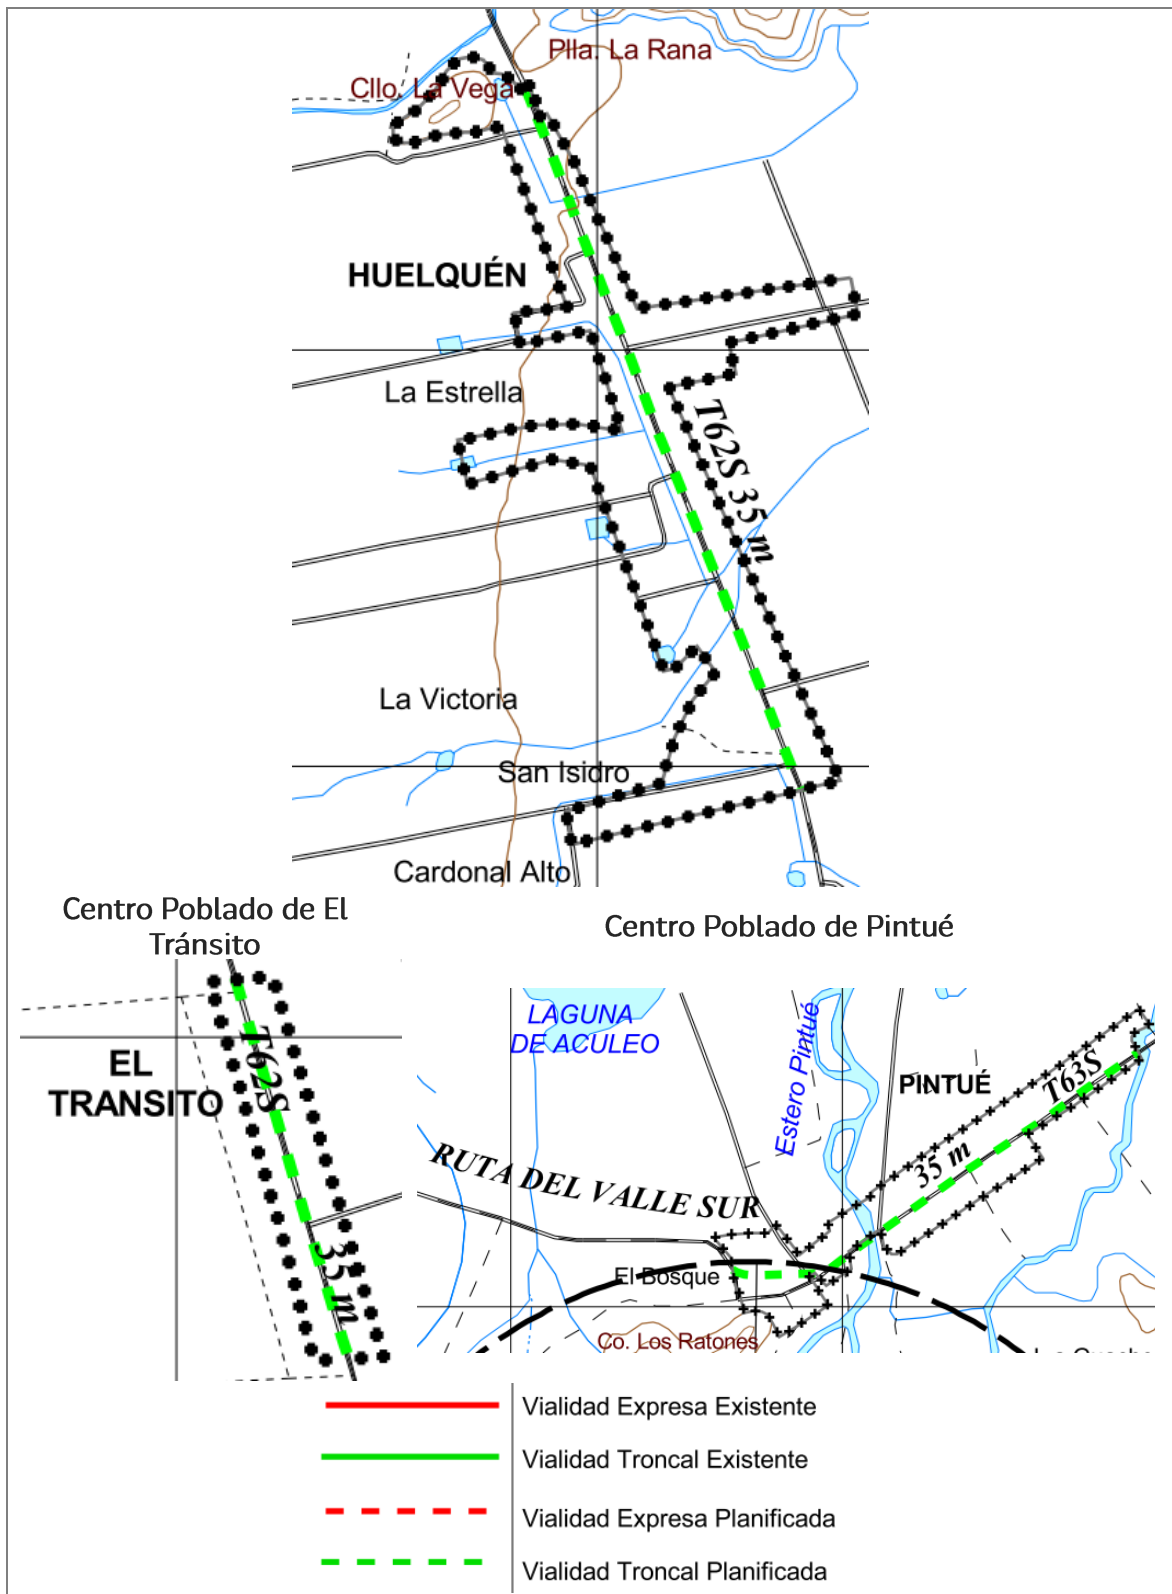 Plla. La Rana
Cllo. La Vega
HUELQUÉN
La Estrella
T62S 35 m
La Victoria
San Isidro
Cardonal Alto
Centro Poblado de El
Tránsito
Centro Poblado de Pintué
EL
TRANSITO
T62S
35 m
LAGUNA
DE ACULEO
Estero Pintué
PINTUÉ
T63S
35 m
RUTA DEL VALLE SUR
El Bosque
Co. Los Ratones
Vialidad Expresa Existente
Vialidad Troncal Existente
Vialidad Expresa Planificada
Vialidad Troncal Planificada